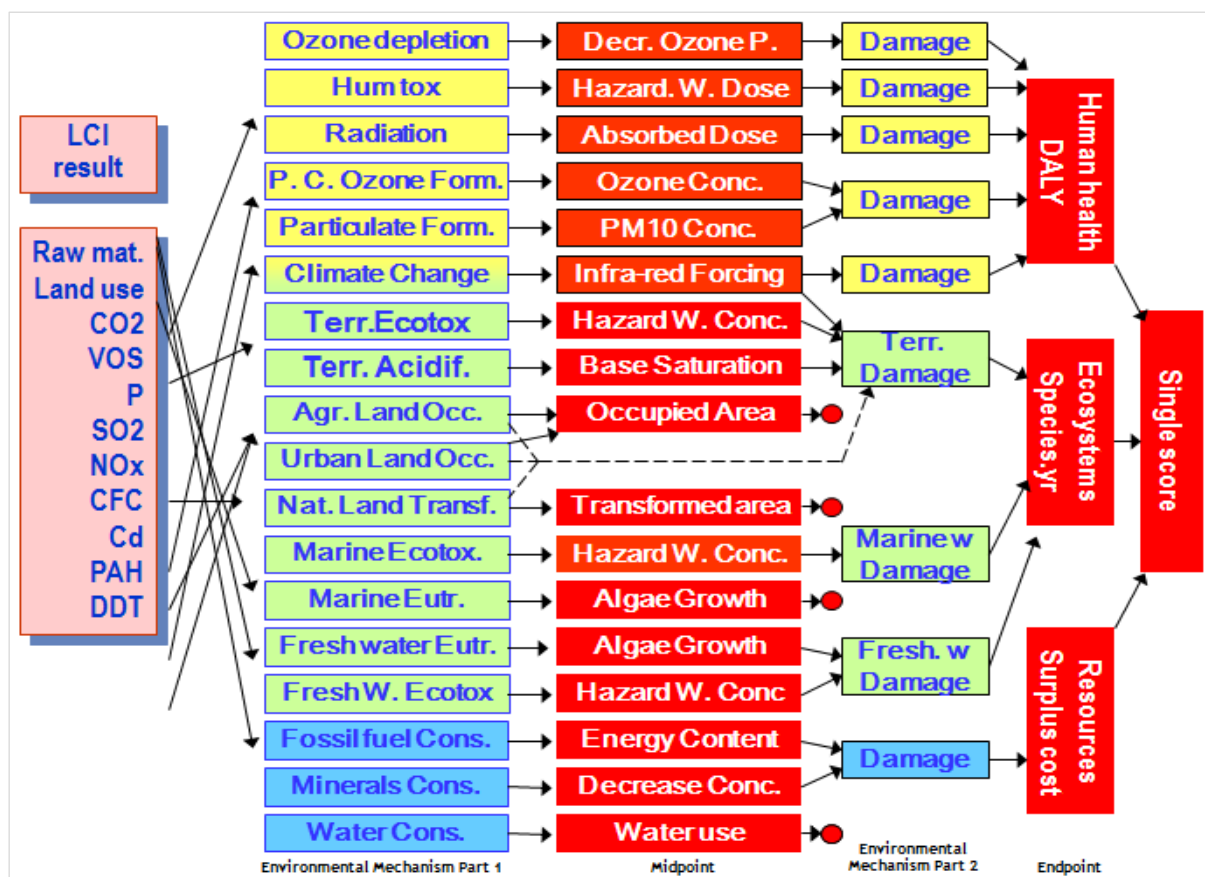 LCI
result
Raw mat.
Land use
CO2
VOS
P
SO2
NOx
CFC
Cd
PAH
DDT
Ozone depletion
Hum tox
Radiation
P. C. Ozone Form.
Particulate Form.
Climate Change
Terr.Ecotox
Terr. Acidif.
Agr. Land Occ.
Urban Land Occ.
Nat. Land Transf.
Marine Ecotox.
Marine Eutr.
Fresh water Eutr.
Fresh W. Ecotox
Fossil fuel Cons.
Minerals Cons.
Water Cons.
Environmental Mechanism Part 1
Decr. Ozone P.
Hazard. W. Dose
Absorbed Dose
Ozone Conc.
PM10 Conc.
Infra-red Forcing
Hazard W. Conc.
Base Saturation
Occupied Area
Transformed area
Hazard W. Conc.
Algae Growth
Algae Growth
Hazard W. Conc
Energy Content
Decrease Conc.
Water use
Midpoint
Damage
Damage
Damage
Damage
Damage
Terr.
Damage
Marine w
Damage
Fresh. w
Damage
Damage
Environmental
Mechanism Part 2
Human health
DALY
Ecosystems
Species.yr
Resources
Surplus cost
Endpoint
Single score